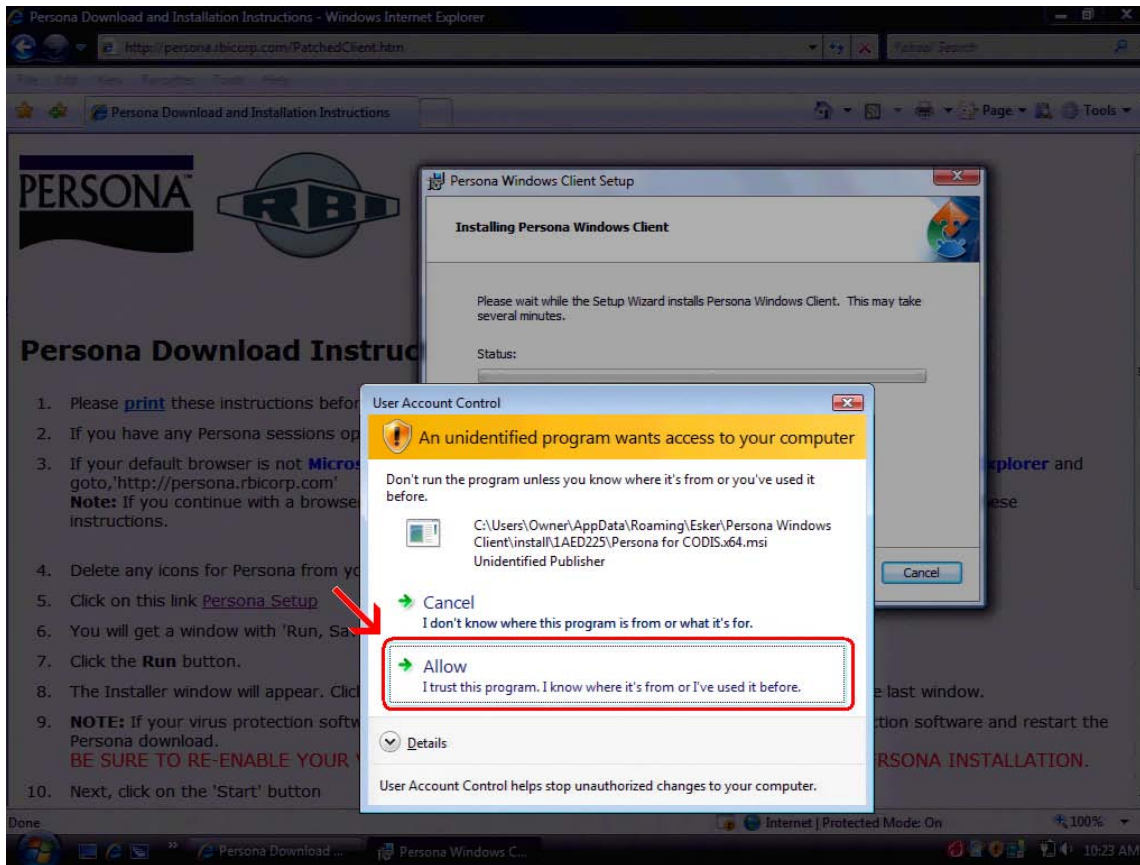 Persona Download and Installation Instructions - Windows Internet Explorer
http://persona.rbicorp.com/PatchedClient.htm
Yahoo! Search
File Edit View Favorites Tools Help
Persona Download and Installation Instructions
Page
Tools
PERSONA™
RBI
Persona Windows Client Setup
Installing Persona Windows Client
Please wait while the Setup Wizard installs Persona Windows Client. This may take
several minutes.
Status:
Cancel
Persona Download Instruc
1. Please print these instructions befor
2. If you have any Persona sessions op
3. If your default browser is not Micros
xplorer and
goto,'http://persona.rbicorp.com'
Note: If you continue with a browse
ese
instructions.
4. Delete any icons for Persona from yo
5. Click on this link Persona Setup
6. You will get a window with 'Run, Sav
7. Click the Run button.
8. The Installer window will appear. Clic
e last window.
9. NOTE: If your virus protection softw
ction software and restart the
Persona download.
BE SURE TO RE-ENABLE YOUR
RSONA INSTALLATION.
10. Next, click on the 'Start' button
User Account Control
An unidentified program wants access to your computer
Don't run the program unless you know where it's from or you've used it
before.
C:\Users\Owner\AppData\Roaming\Esker\Persona Windows
Client\install\1AED225\Persona for CODIS.x64.msi
Unidentified Publisher
Cancel
I don't know where this program is from or what it's for.
Allow
I trust this program. I know where it's from or I've used it before.
Details
User Account Control helps stop unauthorized changes to your computer.
Done
Internet | Protected Mode: On
100%
Persona Download ...
Persona Windows C...
10:23 AM